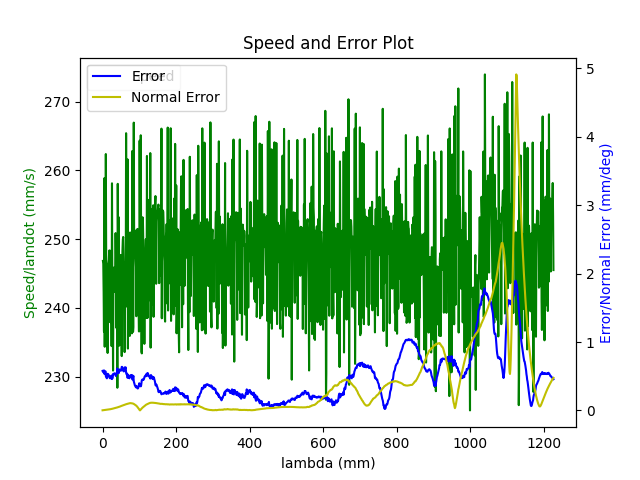 Speed and Error Plot
Error
Normal Error
270
260
250
240
230
Speed/lamdot (mm/s)
5
4
3
2
1
0
Error/Normal Error (mm/deg)
0 200 400 600 800 1000 1200
lambda (mm)